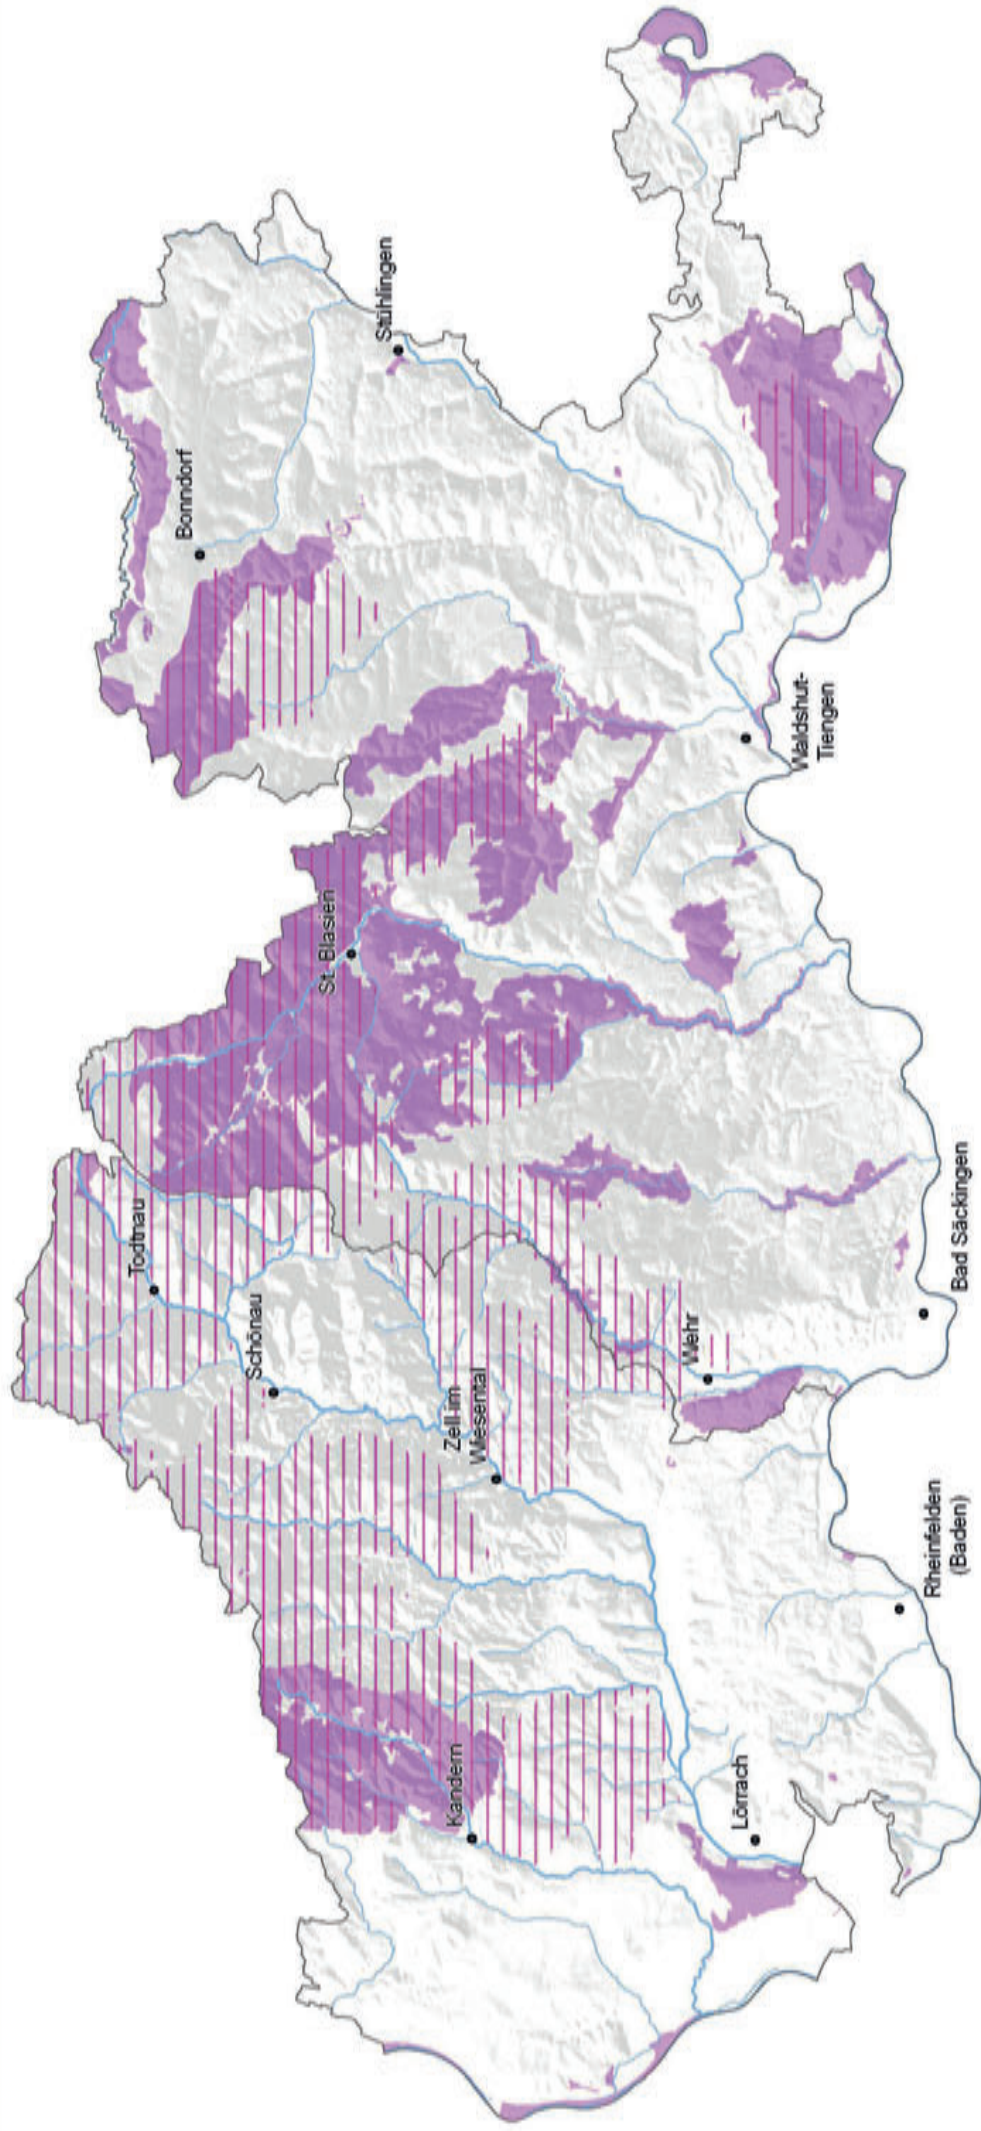 Bonndorf
Stühlingen
Todtnau
St. Blasien
Schönau
Zell im
Wiesental
Kandern
Wehr
Waldshut-
Tiengen
Lörrach
Bad Säckingen
Rheinfelden
(Baden)